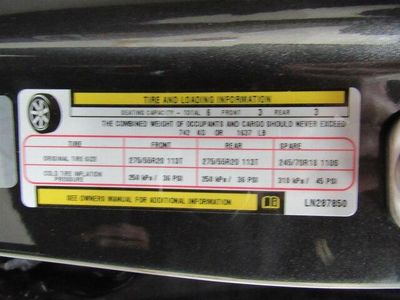 TIRE AND LOADING INFORMATION
SEATING CAPACITY - TOTAL 6 FRONT 3 REAR 3
THE COMBINED WEIGHT OF OCCUPANTS AND CARGO SHOULD NEVER EXCEED
742 KG OR 1637 LB
TIRE FRONT REAR SPARE
ORIGINAL TIRE SIZE 275/55R20 113T 275/55R20 113T 245/70R18 110S
COLD TIRE INFLATION PRESSURE 250 kPa / 36 PSI 250 kPa / 36 PSI 310 kPa / 45 PSI
SEE OWNERS MANUAL FOR ADDITIONAL INFORMATION LN287850